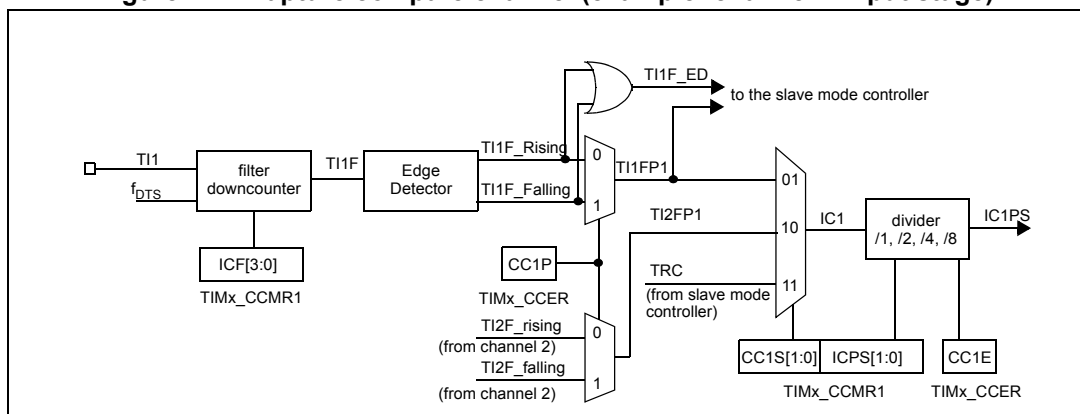 TI1F_ED
to the slave mode controller
TI1F_Rising
TI1
filter
downcounter
TI1F
Edge
Detector
0
TI1FP1
01
fDTS
TI1F_Falling
1
TI2FP1
10
IC1
divider
/1, /2, /4, /8
IC1PS
ICF[3:0]
TIMx_CCMR1
CC1P
TIMx_CCER
TRC
11
(from slave mode
controller)
TI2F_rising
0
(from channel 2)
TI2F_falling
1
(from channel 2)
CC1S[1:0]
ICPS[1:0]
CC1E
TIMx_CCMR1
TIMx_CCER